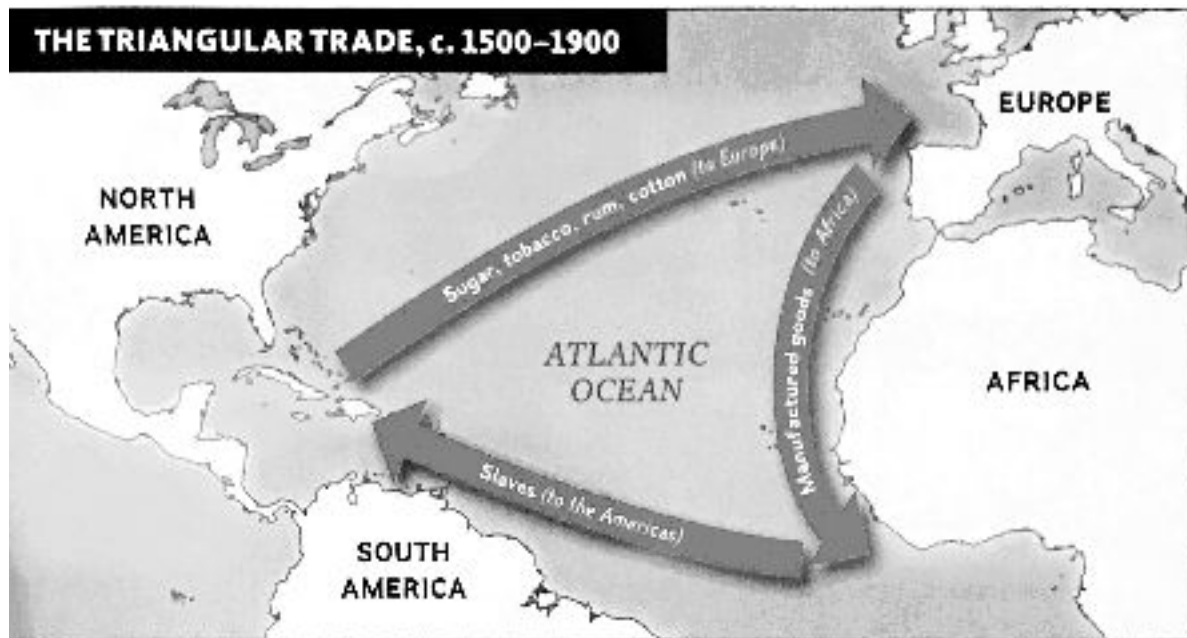 THE TRIANGULAR TRADE, c. 1500–1900
EUROPE
NORTH
AMERICA
Sugar, tobacco, rum, cotton (to Europe)
Manufactured goods (to Africa)
ATLANTIC
OCEAN
AFRICA
Slaves (to the Americas)
SOUTH
AMERICA